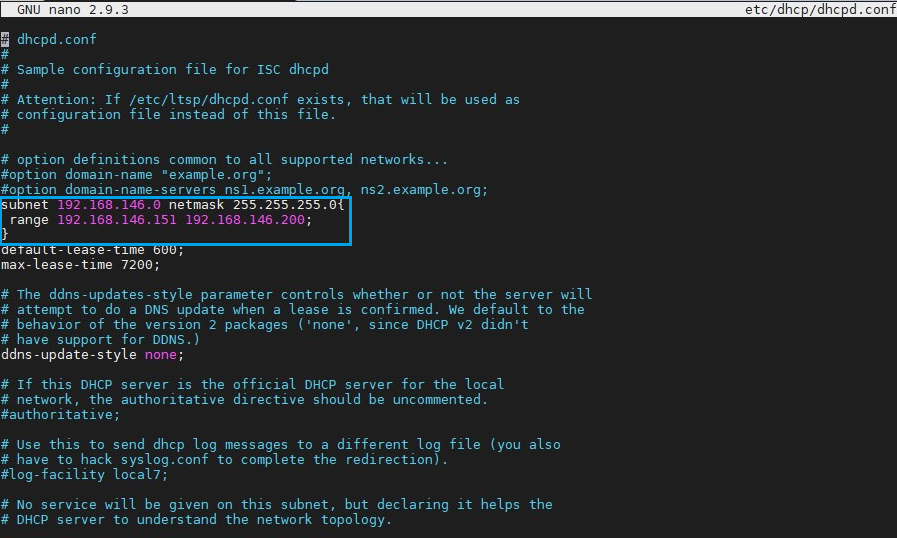 GNU nano 2.9.3 etc/dhcp/dhcpd.conf
# dhcpd.conf
#
# Sample configuration file for ISC dhcpd
#
# Attention: If /etc/ltsp/dhcpd.conf exists, that will be used as
# configuration file instead of this file.
#
# option definitions common to all supported networks...
#option domain-name "example.org";
#option domain-name-servers ns1.example.org, ns2.example.org;
subnet 192.168.146.0 netmask 255.255.255.0{
range 192.168.146.151 192.168.146.200;
}
default-lease-time 600;
max-lease-time 7200;
# The ddns-updates-style parameter controls whether or not the server will
# attempt to do a DNS update when a lease is confirmed. We default to the
# behavior of the version 2 packages ('none', since DHCP v2 didn't
# have support for DDNS.)
ddns-update-style none;
# If this DHCP server is the official DHCP server for the local
# network, the authoritative directive should be uncommented.
#authoritative;
# Use this to send dhcp log messages to a different log file (you also
# have to hack syslog.conf to complete the redirection).
#log-facility local7;
# No service will be given on this subnet, but declaring it helps the
# DHCP server to understand the network topology.